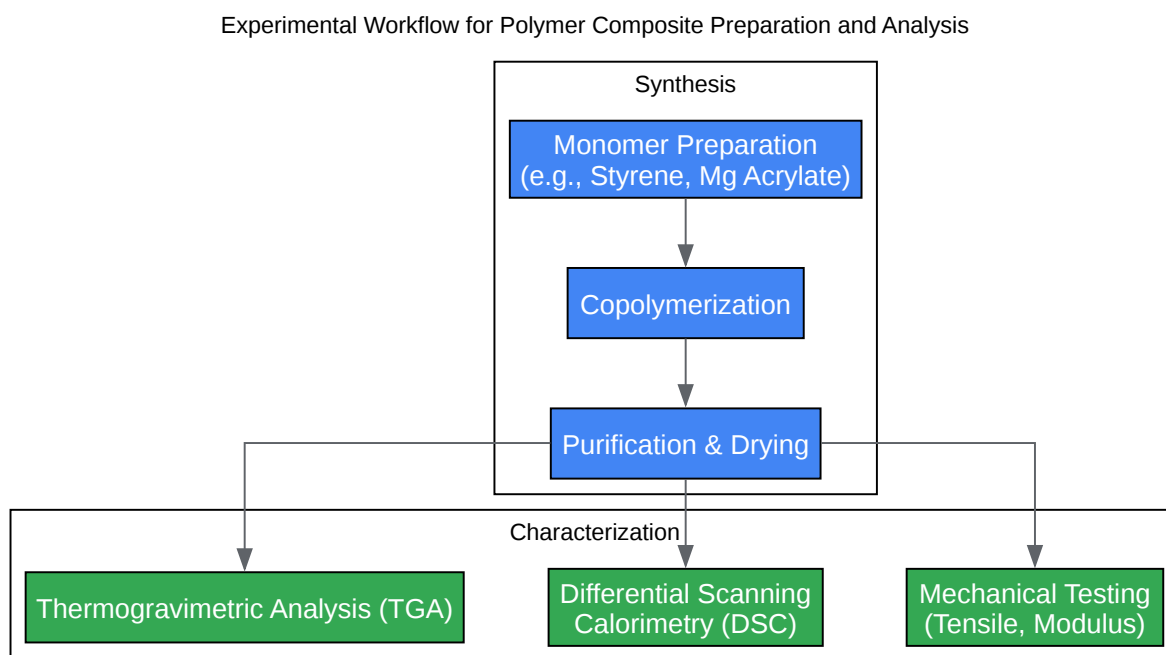 Experimental Workflow for Polymer Composite Preparation and Analysis
Synthesis
Monomer Preparation
(e.g., Styrene, Mg Acrylate)
Copolymerization
Purification & Drying
Characterization
Thermogravimetric Analysis (TGA)
Differential Scanning
Calorimetry (DSC)
Mechanical Testing
(Tensile, Modulus)